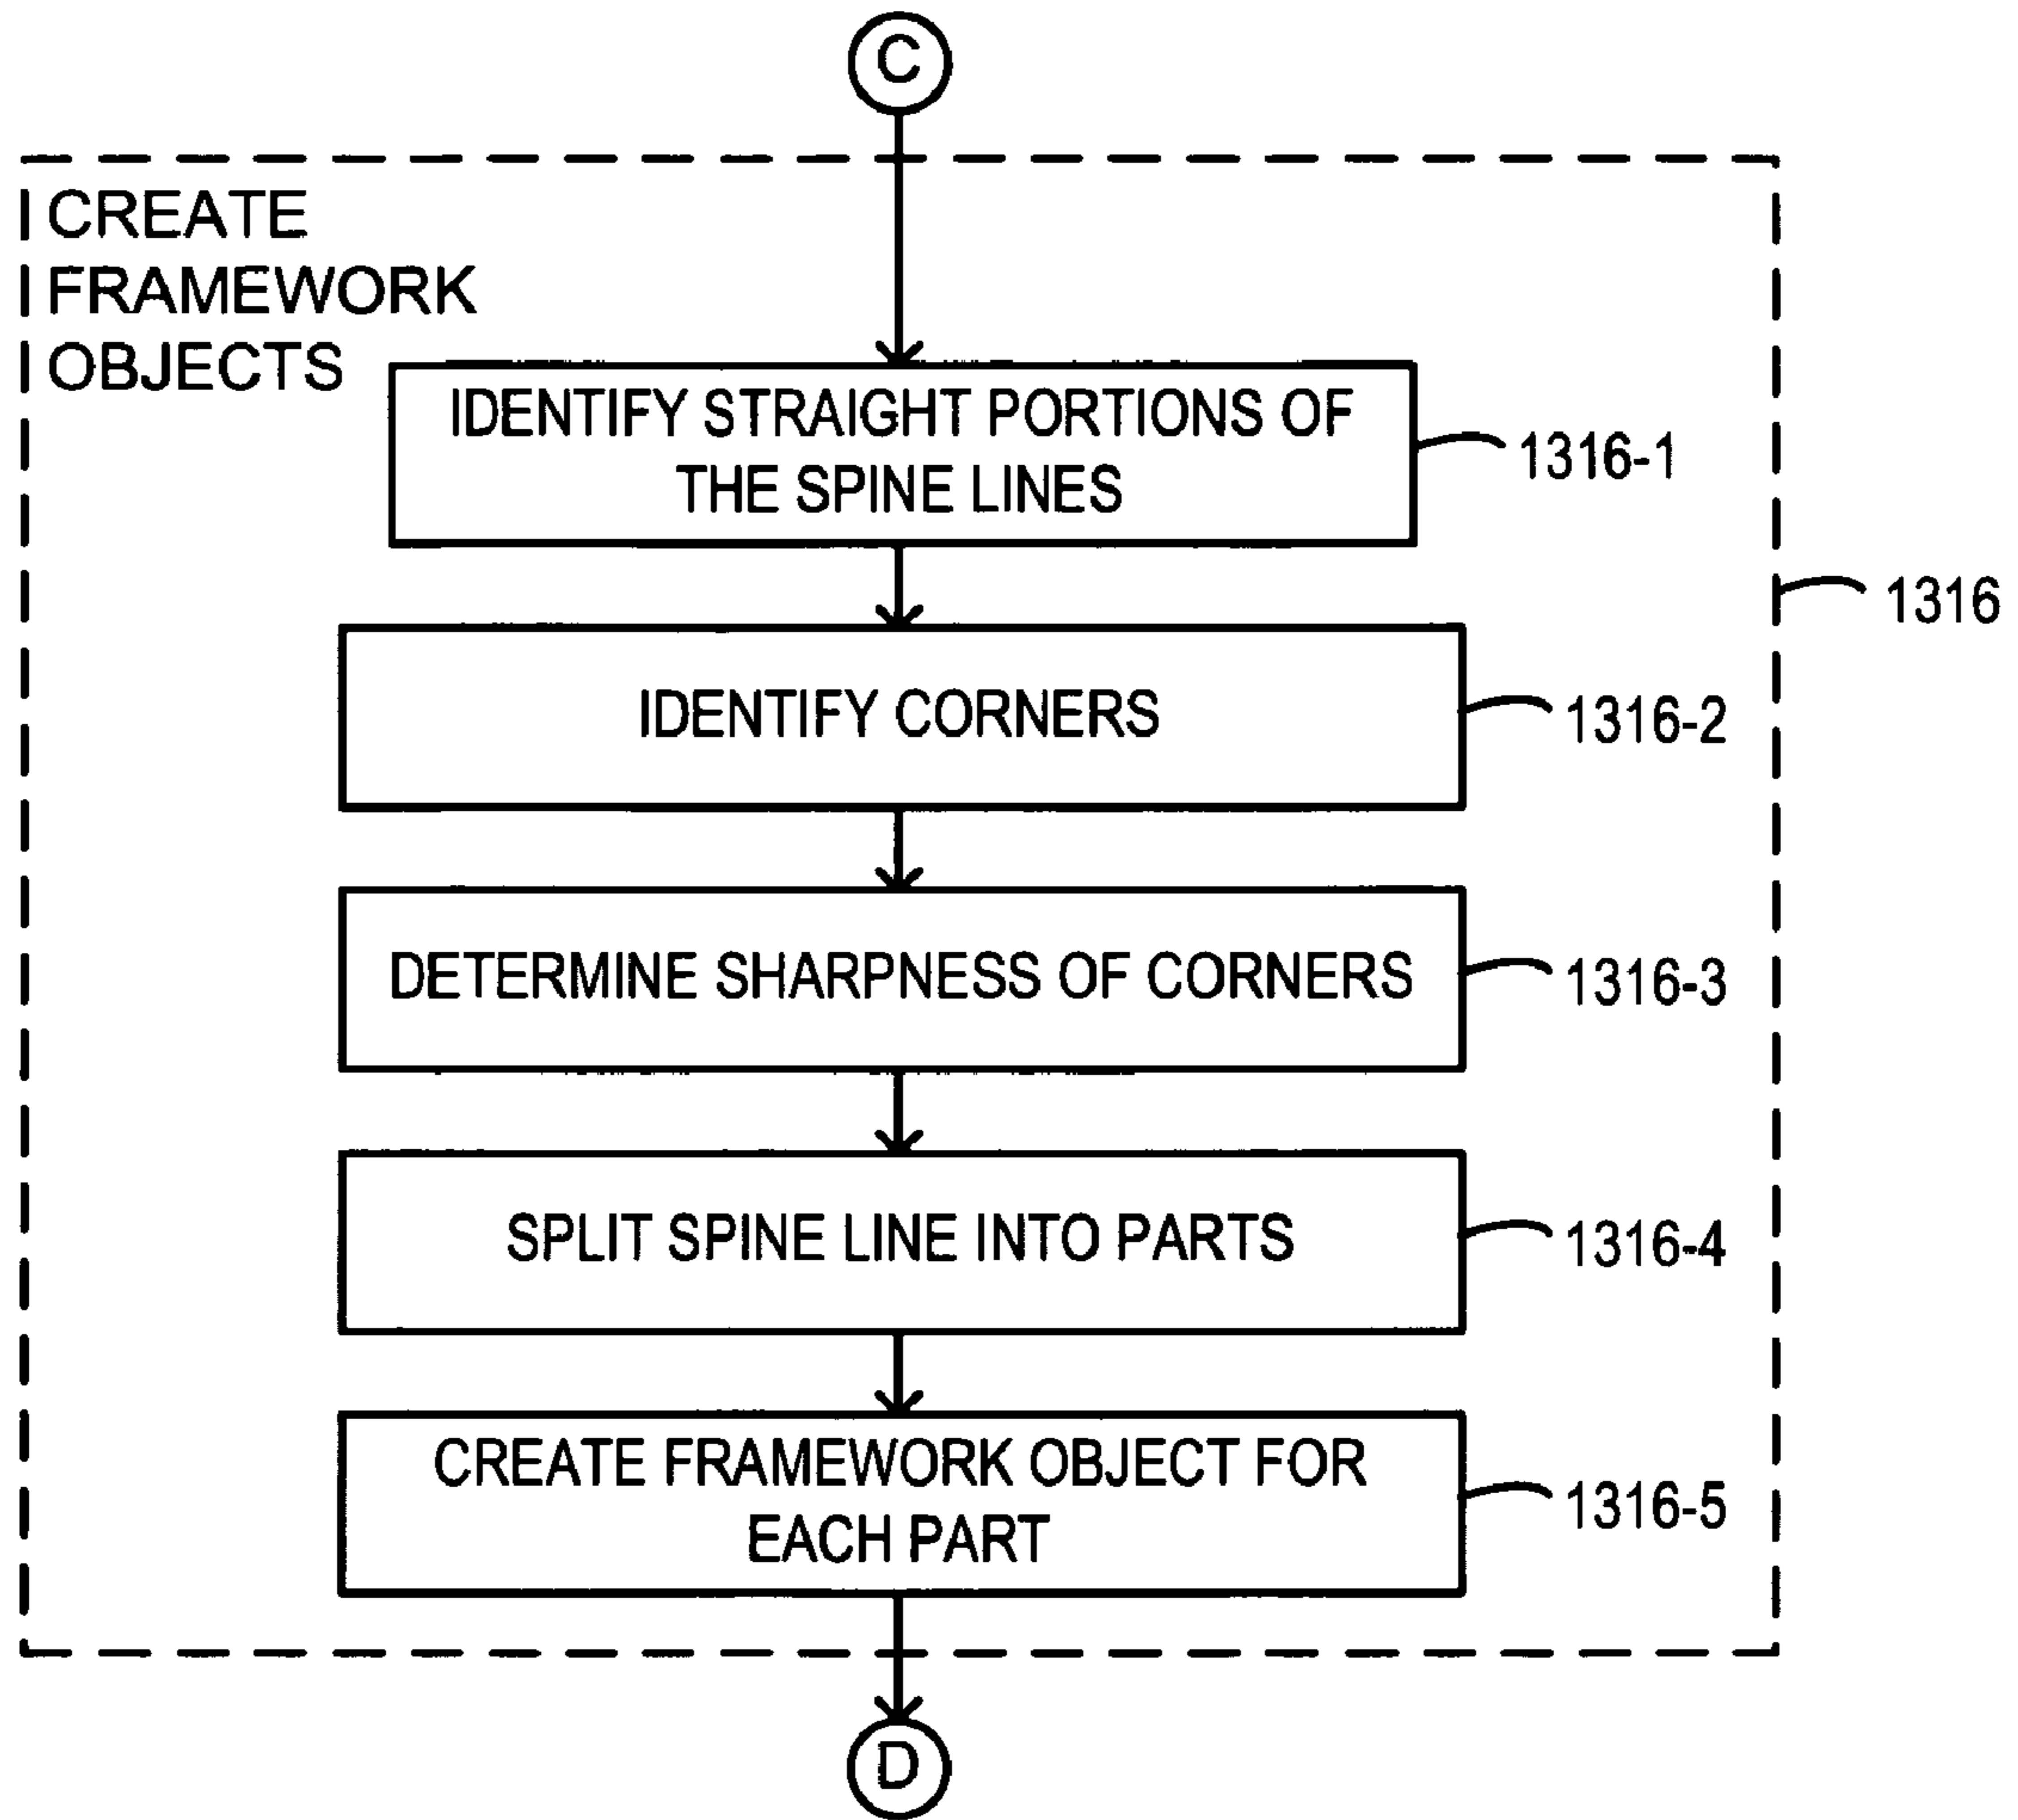 C
CREATE
FRAMEWORK
OBJECTS
IDENTIFY STRAIGHT PORTIONS OF
THE SPINE LINES
1316-1
1316
IDENTIFY CORNERS
1316-2
DETERMINE SHARPNESS OF CORNERS
1316-3
SPLIT SPINE LINE INTO PARTS
1316-4
CREATE FRAMEWORK OBJECT FOR
EACH PART
1316-5
D